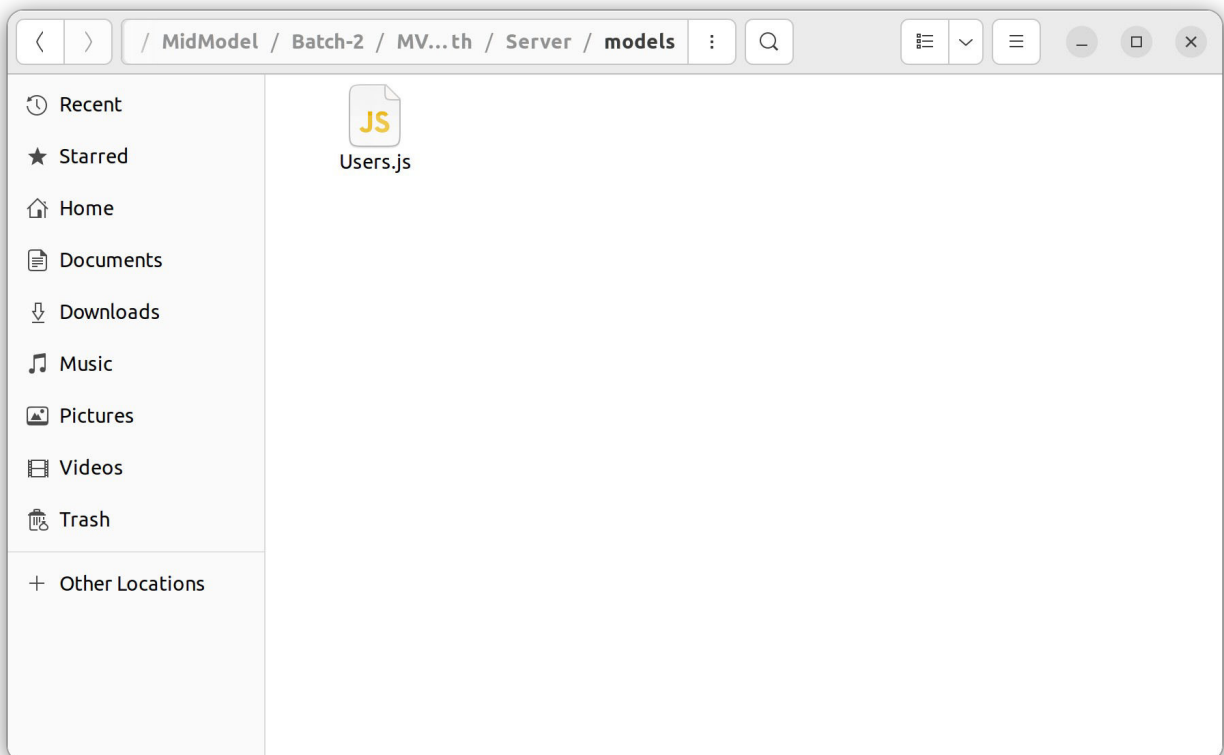 / MidModel / Batch-2 / MV...th / Server / models
Recent
JS
Users.js
Starred
Home
Documents
Downloads
Music
Pictures
Videos
Trash
+ Other Locations